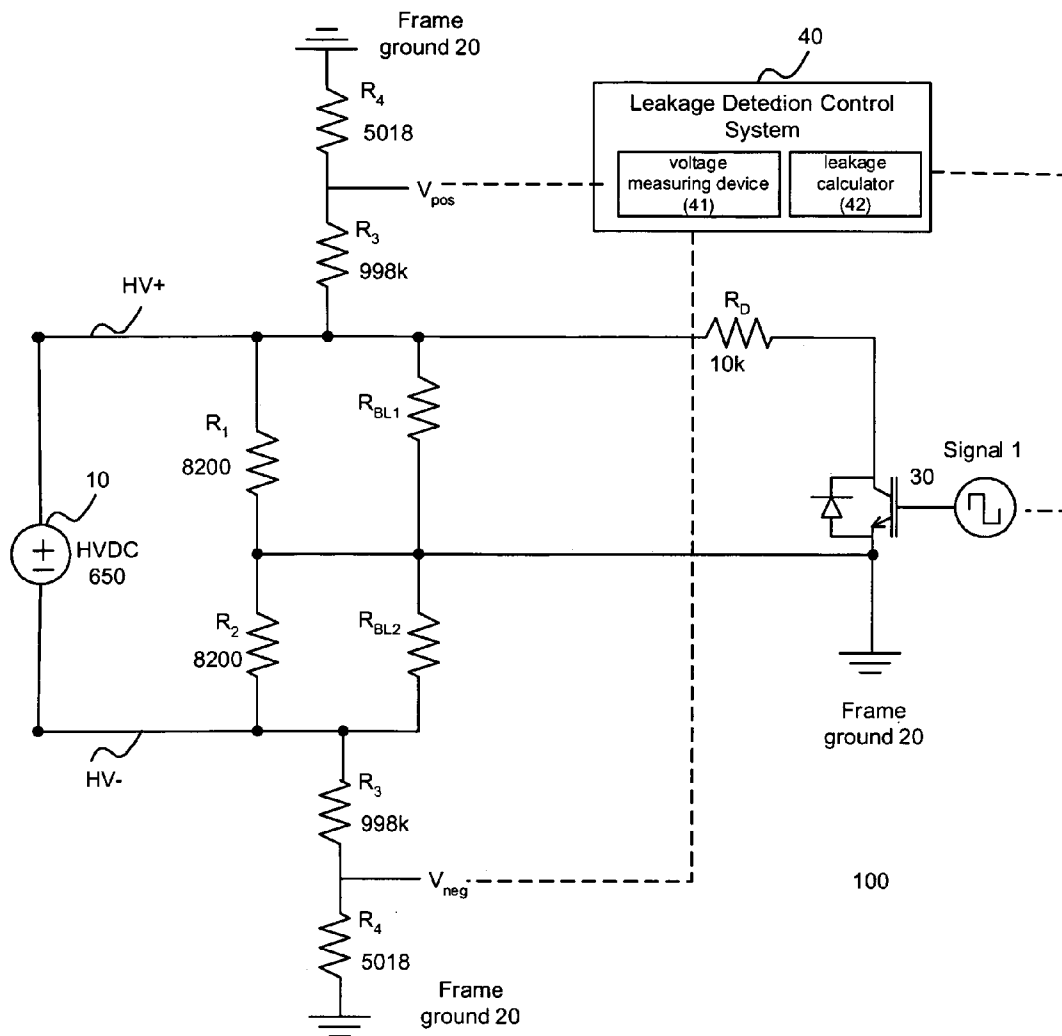 Frame
ground 20
R4
5018
Vpos
R3
998k
40
Leakage Detedion Control
System
voltage
measuring device
(41)
leakage
calculator
(42)
HV+
RD
10k
R1
8200
RBL1
Signal 1
30
10
HVDC
650
R2
8200
RBL2
Frame
ground 20
HV-
R3
998k
Vneg
100
R4
5018
Frame
ground 20